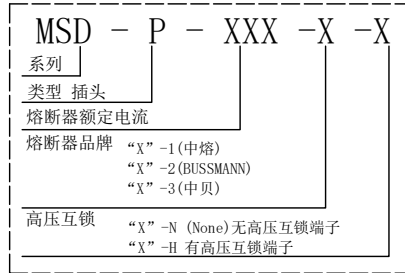 MSD - P - XXX -X -X
系列
类型 插头
熔断器额定电流
熔断器品牌 “X”-1(中熔)
“X”-2(BUSSMANN)
“X”-3(中贝)
高压互锁 “X”-N (None)无高压互锁端子
“X”-H 有高压互锁端子